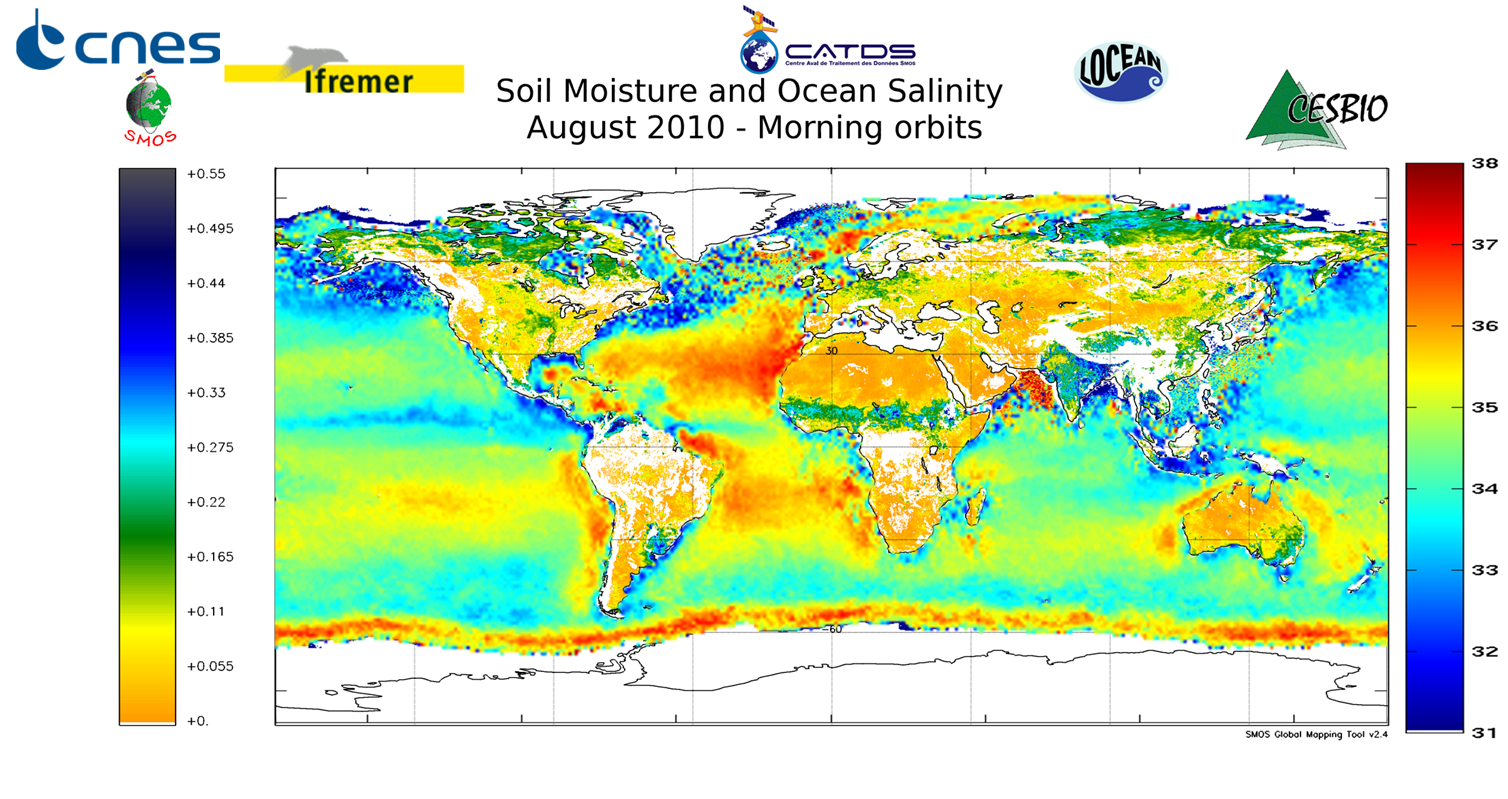 cnes
Ifremer
CATDS
Centre Aval de Traitement des Données SMOS
LOCEAN
CESBIO
SMOS
Soil Moisture and Ocean Salinity
August 2010 - Morning orbits
+0.55
+0.495
+0.44
+0.385
+0.33
+0.275
+0.22
+0.165
+0.11
+0.055
+0.
30
-60
38
37
36
35
34
33
32
31
SMOS Global Mapping Tool v2.4